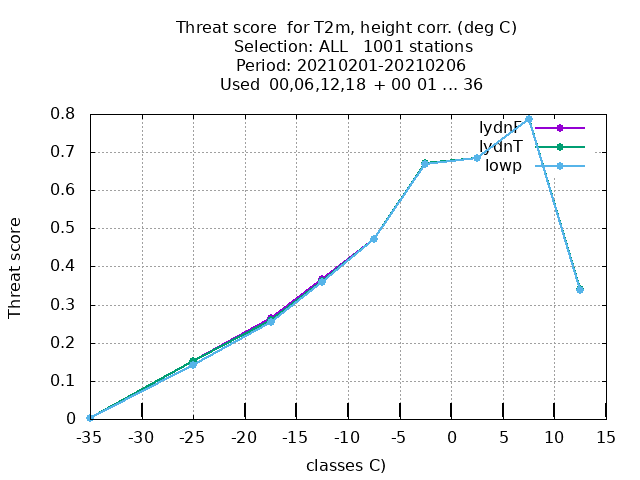 Threat score for T2m, height corr. (deg C)
Selection: ALL 1001 stations
Period: 20210201-20210206
Used 00,06,12,18 + 00 01 ... 36
0.8
0.7
0.6
0.5
0.4
0.3
0.2
0.1
0
Threat score
lydnF
lydnT
lowp
-35 -30 -25 -20 -15 -10 -5 0 5 10 15
classes C)